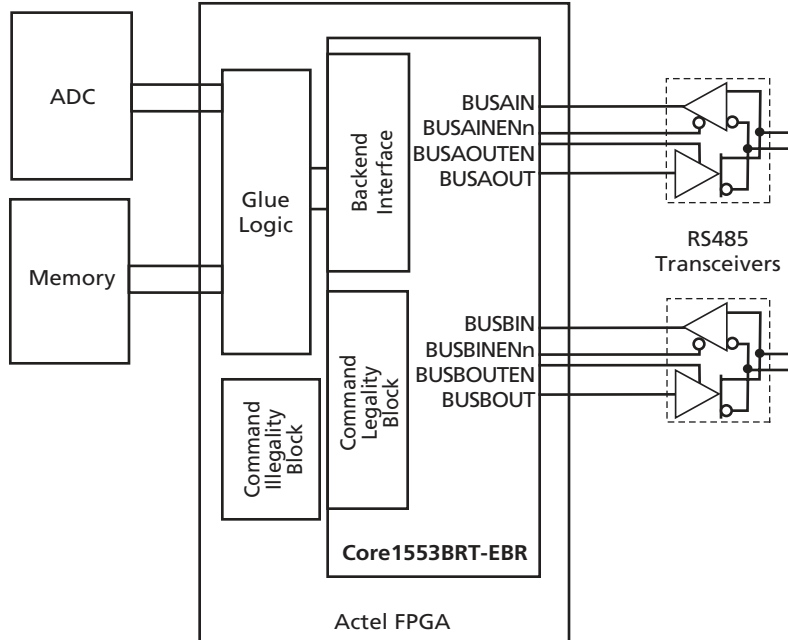 ADC
Memory
Glue
Logic
Backend
Interface
Command
Legality
Block
Command
Illegality
Block
BUSAIN
BUSAINENn
BUSAOUTEN
BUSAOUT
BUSBIN
BUSBINENn
BUSBOUTEN
BUSBOUT
RS485
Transceivers
Core1553BRT-EBR
Actel FPGA